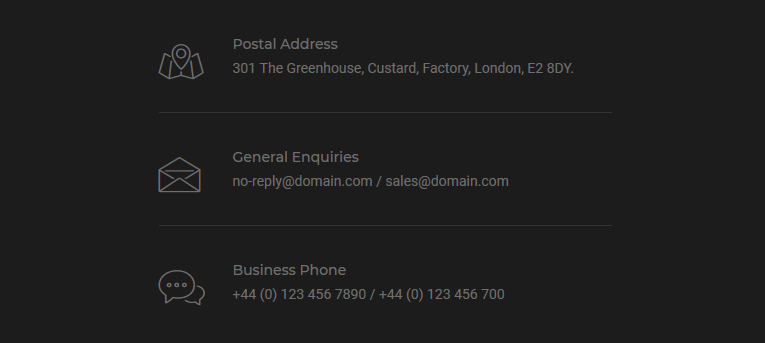 Postal Address
301 The Greenhouse, Custard, Factory, London, E2 8DY.
General Enquiries
no-reply@domain.com / sales@domain.com
Business Phone
+44 (0) 123 456 7890 / +44 (0) 123 456 700